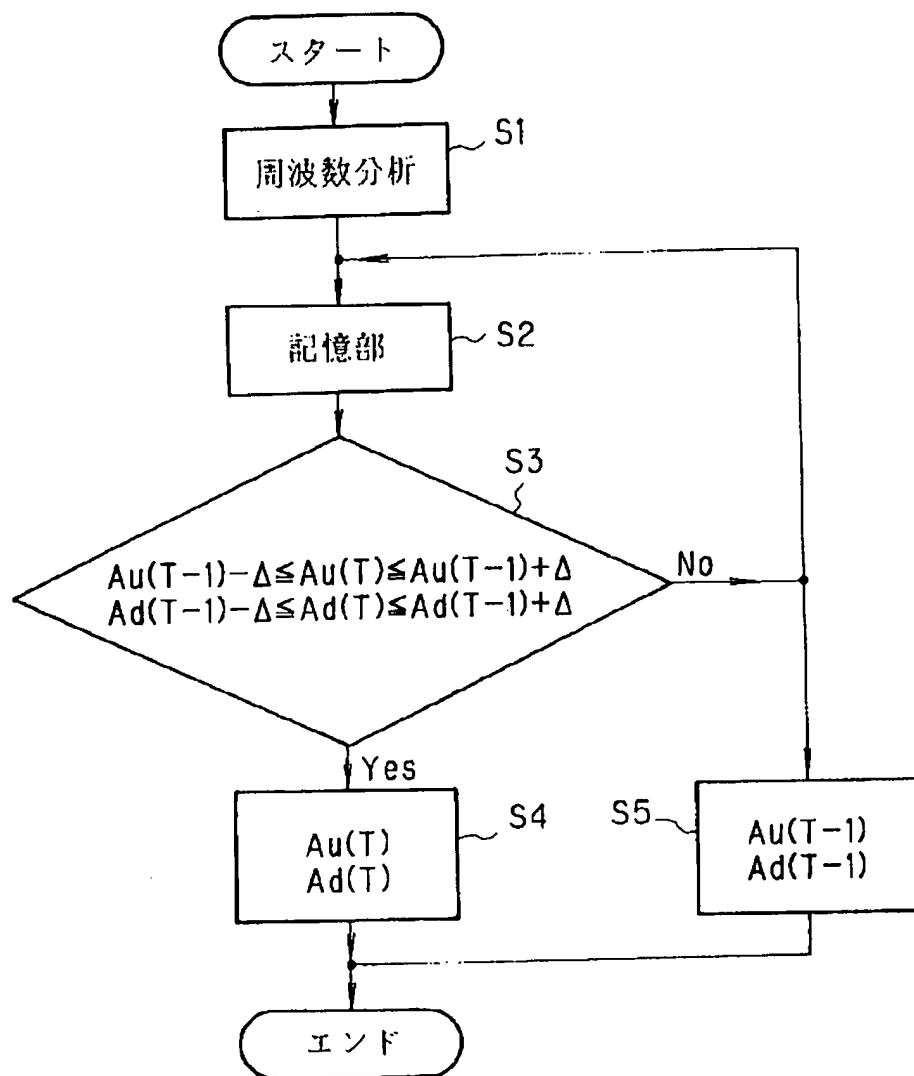 スタート
周波数分析
S1
記憶部
S2
S3
Au(T-1)-Δ≦Au(T)≦Au(T-1)+Δ
Ad(T-1)-Δ≦Ad(T)≦Ad(T-1)+Δ
No
Yes
Au(T)
Ad(T)
S4
S5
Au(T-1)
Ad(T-1)
エンド